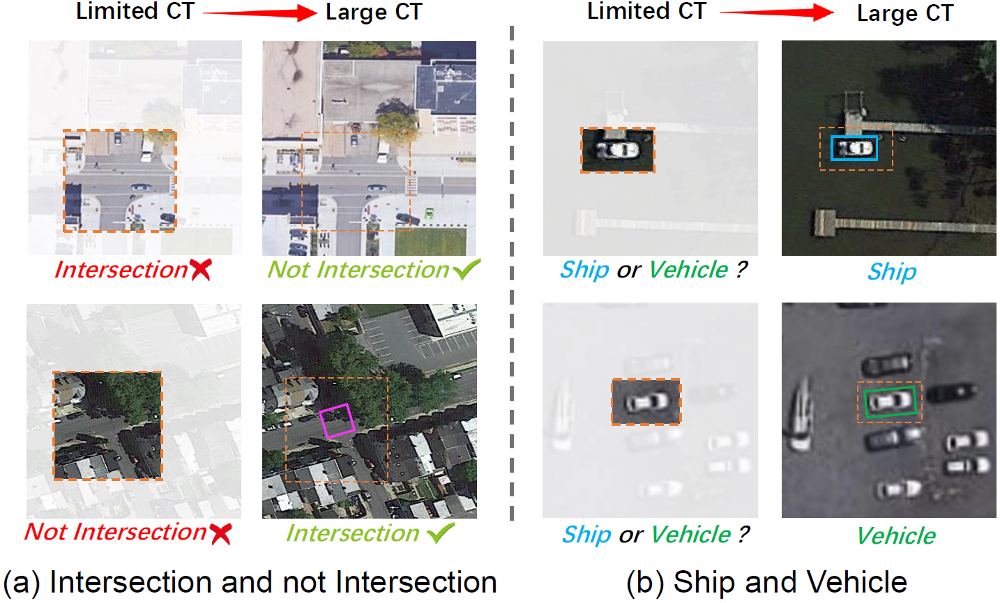 Limited CT
Large CT
Limited CT
Large CT
Intersection
Not Intersection
Ship or Vehicle ?
Ship
Not Intersection
Intersection
Ship or Vehicle ?
Vehicle
(a) Intersection and not Intersection
(b) Ship and Vehicle